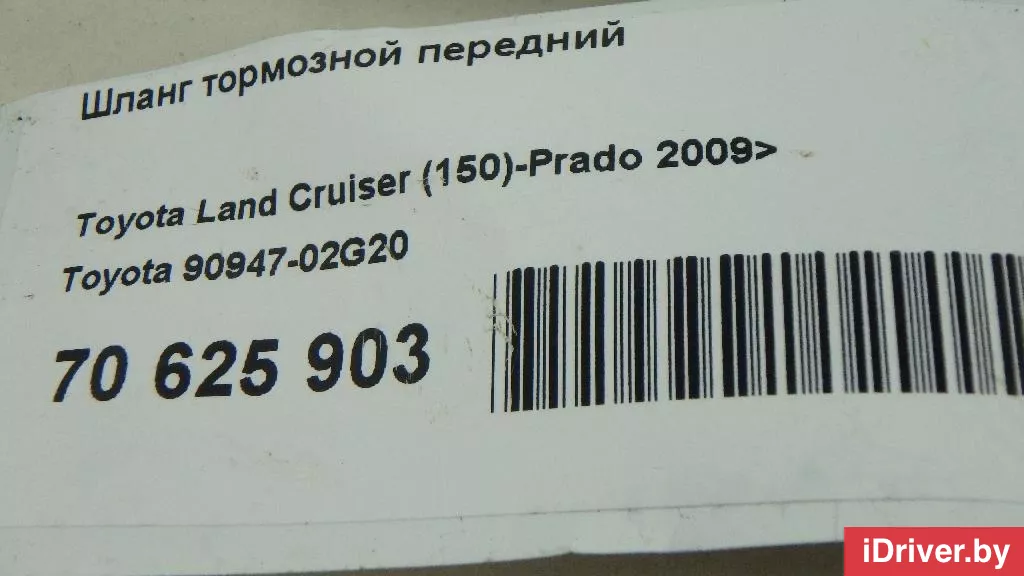 Шланг тормозной передний
Toyota Land Cruiser (150)-Prado 2009>
Toyota 90947-02G20
70 625 903
iDriver.by